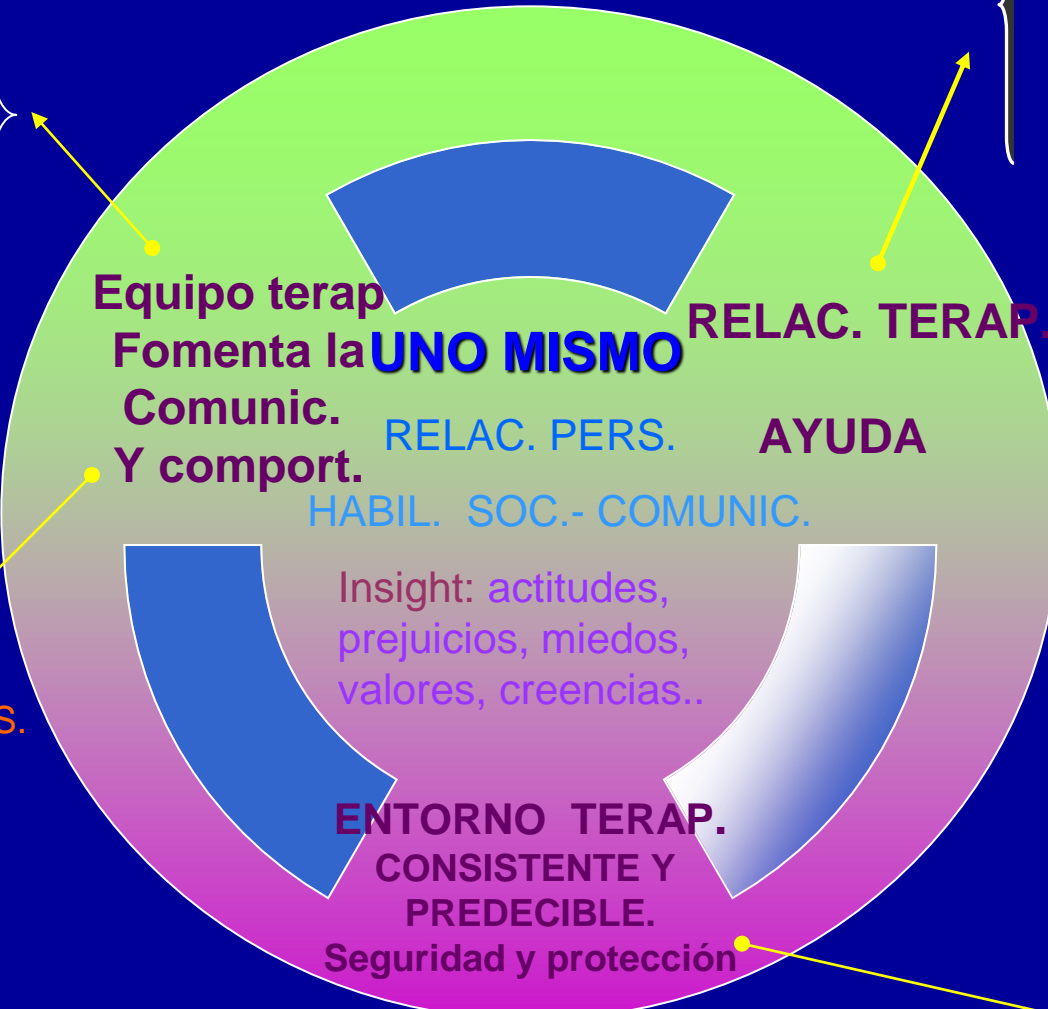 Equipo terap
Fomenta la
Comunic.
Y comport.
UNO MISMO
RELAC. PERS.
HABIL. SOC.- COMUNIC.
Insight: actitudes,
prejuicios, miedos,
valores, creencias..
RELAC. TERAP.
AYUDA
S.
ENTORNO TERAP.
CONSISTENTE Y
PREDECIBLE.
Seguridad y protección